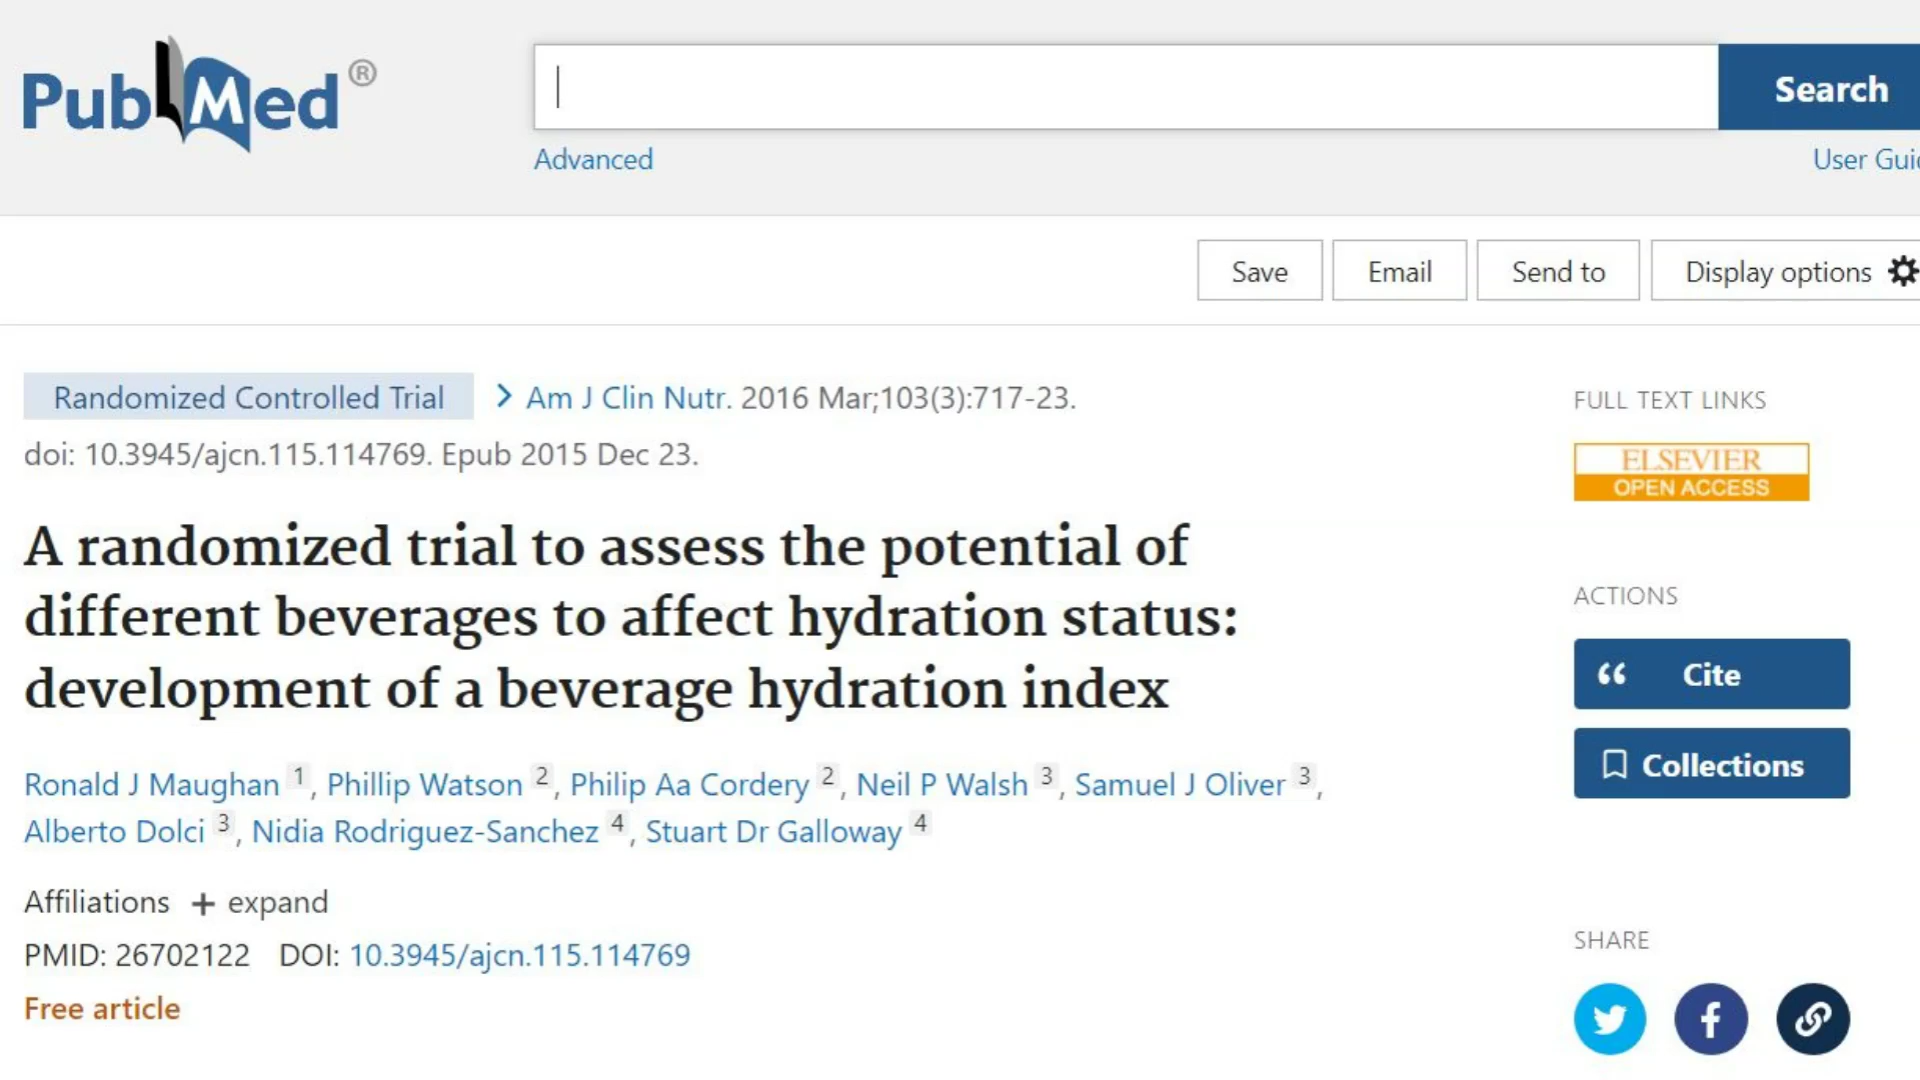 PubMed®
Search
Advanced
User Gui
Save
Email
Send to
Display options
Randomized Controlled Trial
Am J Clin Nutr. 2016 Mar;103(3):717-23.
doi: 10.3945/ajcn.115.114769. Epub 2015 Dec 23.
A randomized trial to assess the potential of
different beverages to affect hydration status:
development of a beverage hydration index
Ronald J Maughan 1, Phillip Watson 2, Philip Aa Cordery 2, Neil P Walsh 3, Samuel J Oliver 3,
Alberto Dolci 3, Nidia Rodriguez-Sanchez 4, Stuart Dr Galloway 4
Affiliations + expand
PMID: 26702122 DOI: 10.3945/ajcn.115.114769
Free article
FULL TEXT LINKS
ELSEVIER
OPEN ACCESS
ACTIONS
Cite
Collections
SHARE